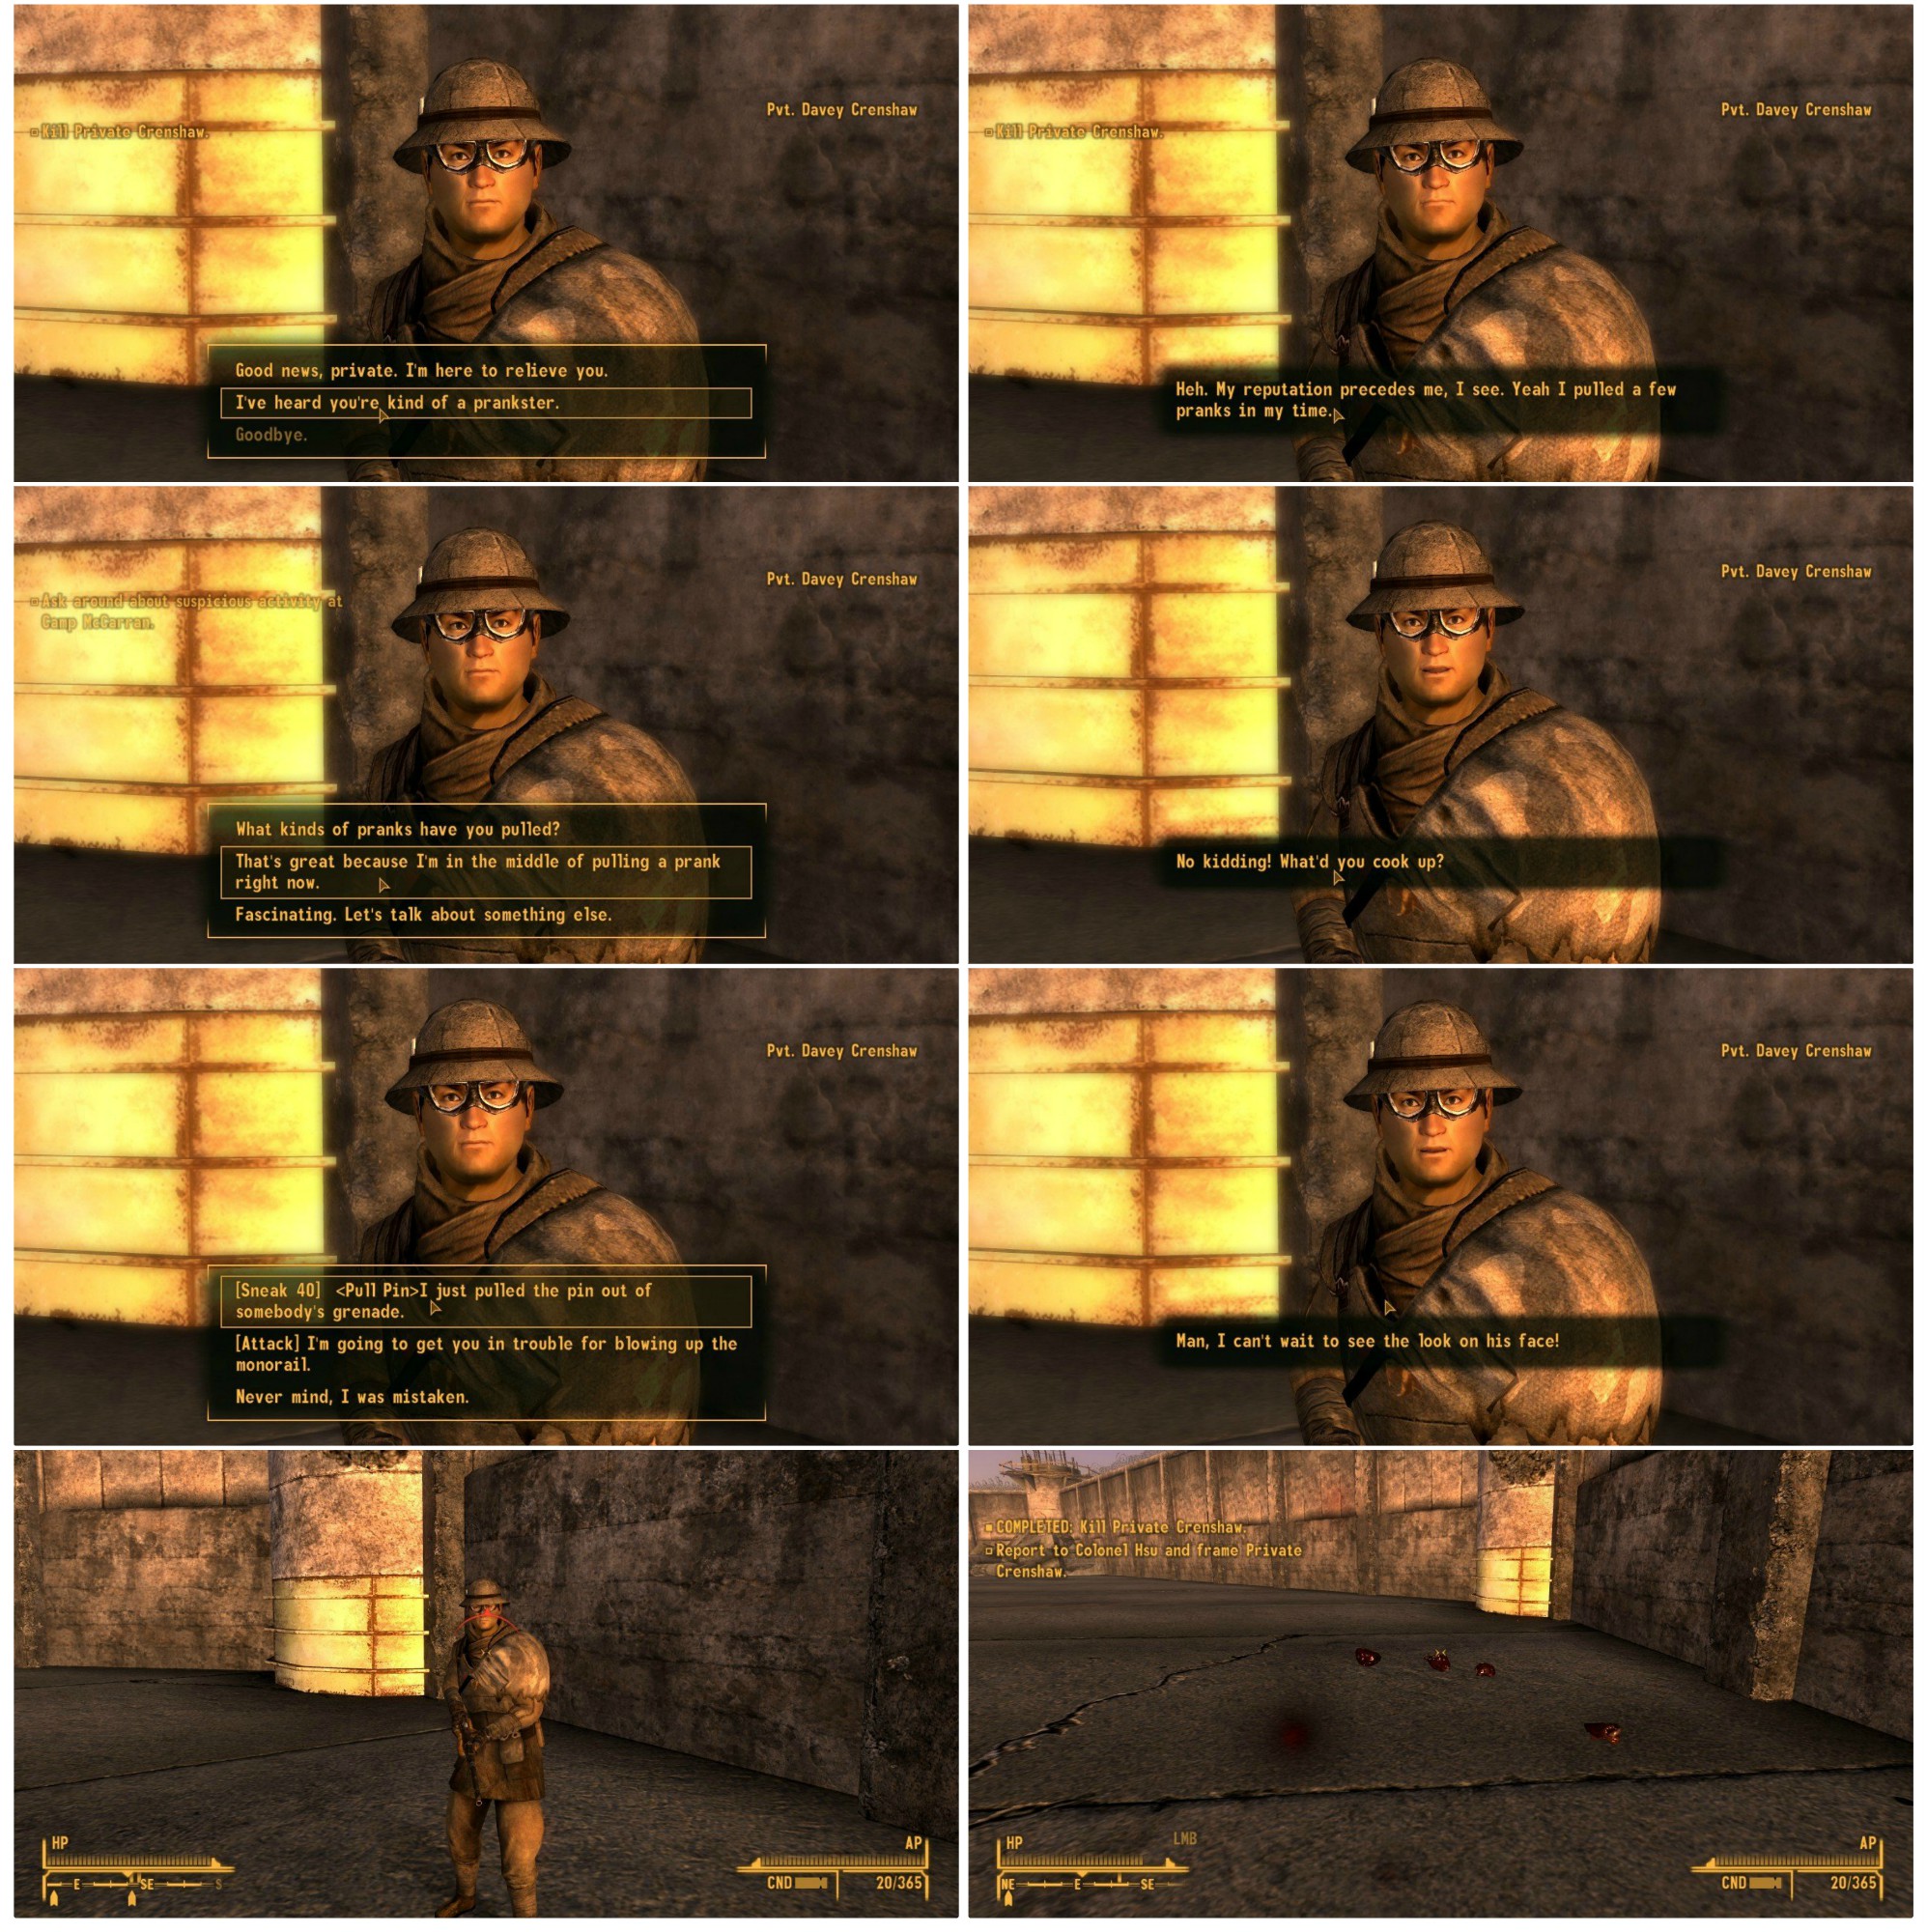 Pvt. Davey Crenshaw
Kill Private Crenshaw.
Good news, private. I'm here to relieve you.
I've heard you're kind of a prankster.
Goodbye.
Pvt. Davey Crenshaw
Kill Private Crenshaw.
Heh. My reputation precedes me, I see. Yeah I pulled a few
pranks in my time.
Pvt. Davey Crenshaw
Ask around about suspicious activity at
Camp McCarran.
What kinds of pranks have you pulled?
That's great because I'm in the middle of pulling a prank
right now.
Fascinating. Let's talk about something else.
Pvt. Davey Crenshaw
No kidding! What'd you cook up?
Pvt. Davey Crenshaw
[Sneak 40] <Pull Pin>I just pulled the pin out of
somebody's grenade.
[Attack] I'm going to get you in trouble for blowing up the
monorail.
Never mind, I was mistaken.
Pvt. Davey Crenshaw
Man, I can't wait to see the look on his face!
HP
AP
E SE S
CND 20/365
COMPLETED: Kill Private Crenshaw.
Report to Colonel Hsu and frame Private
Crenshaw.
HP
LMB
AP
NE E SE
CND 20/365